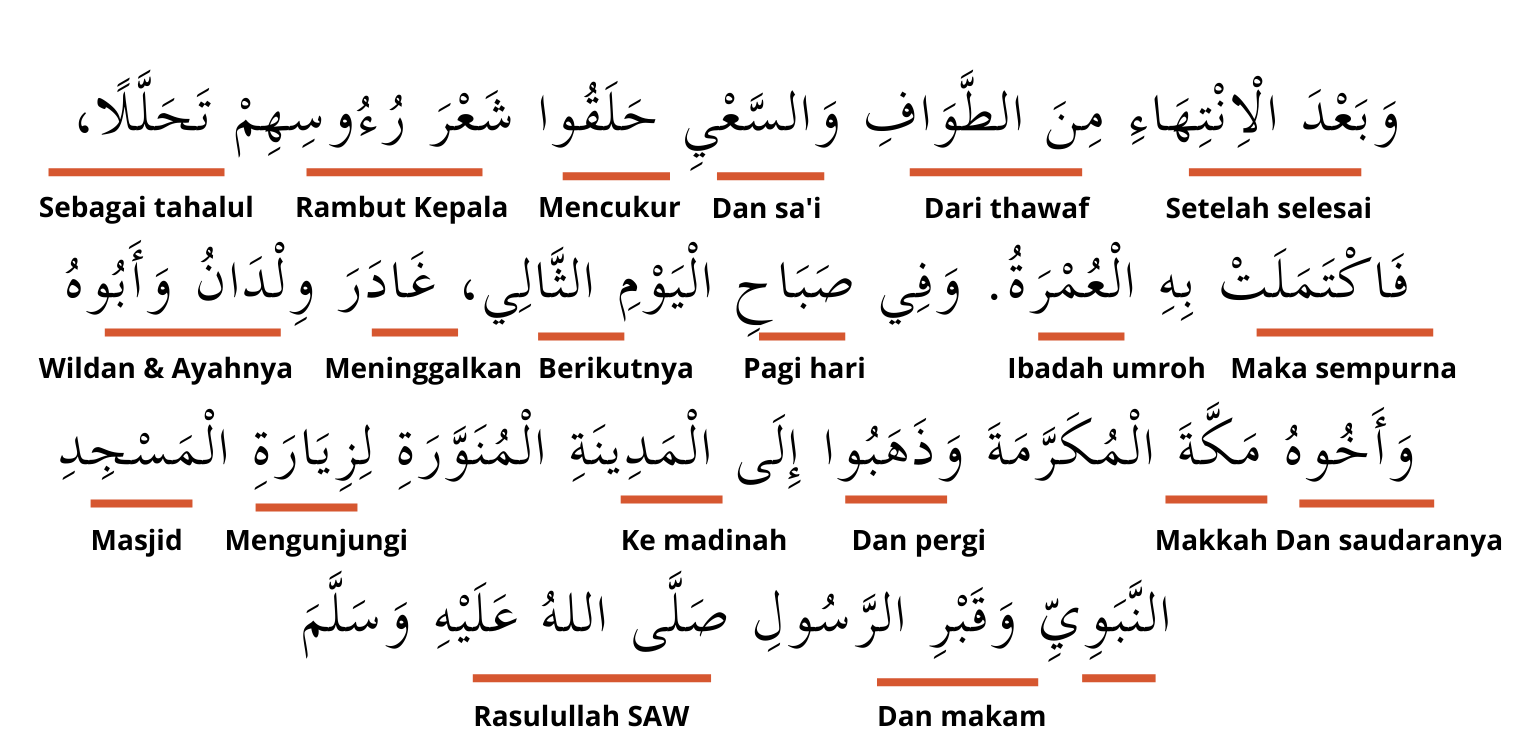 وَبَعْدَ الْاِنْتِهَاءِ مِنَ الطَّوَافِ وَالسَّعْيِ حَلَقُوا شَعْرَ رُءُوسِهِمْ تَحَلُّلًا،
Setelah selesai Dari thawaf Dan sa'i Mencukur Rambut Kepala Sebagai tahalul
فَاكْتَمَلَتْ بِهِ الْعُمْرَةُ. وَفِي صَبَاحِ الْيَوْمِ الثَّالِي، غَادَرَ وِلْدَانُ وَأَبُوهُ
Maka sempurna Ibadah umroh Pagi hari Berikutnya Meninggalkan Wildan & Ayahnya
وَأَخُوهُ مَكَّةَ الْمُكَرَّمَةَ وَذَهَبُوا إِلَى الْمَدِينَةِ الْمُنَوَّرَةِ لِزِيَارَةِ الْمَسْجِدِ
Dan saudaranya Makkah Dan pergi Ke madinah Mengunjungi Masjid
النَّبَوِيِّ وَقَبْرِ الرَّسُولِ صَلَّى اللهُ عَلَيْهِ وَسَلَّمَ
Dan makam Rasulullah SAW